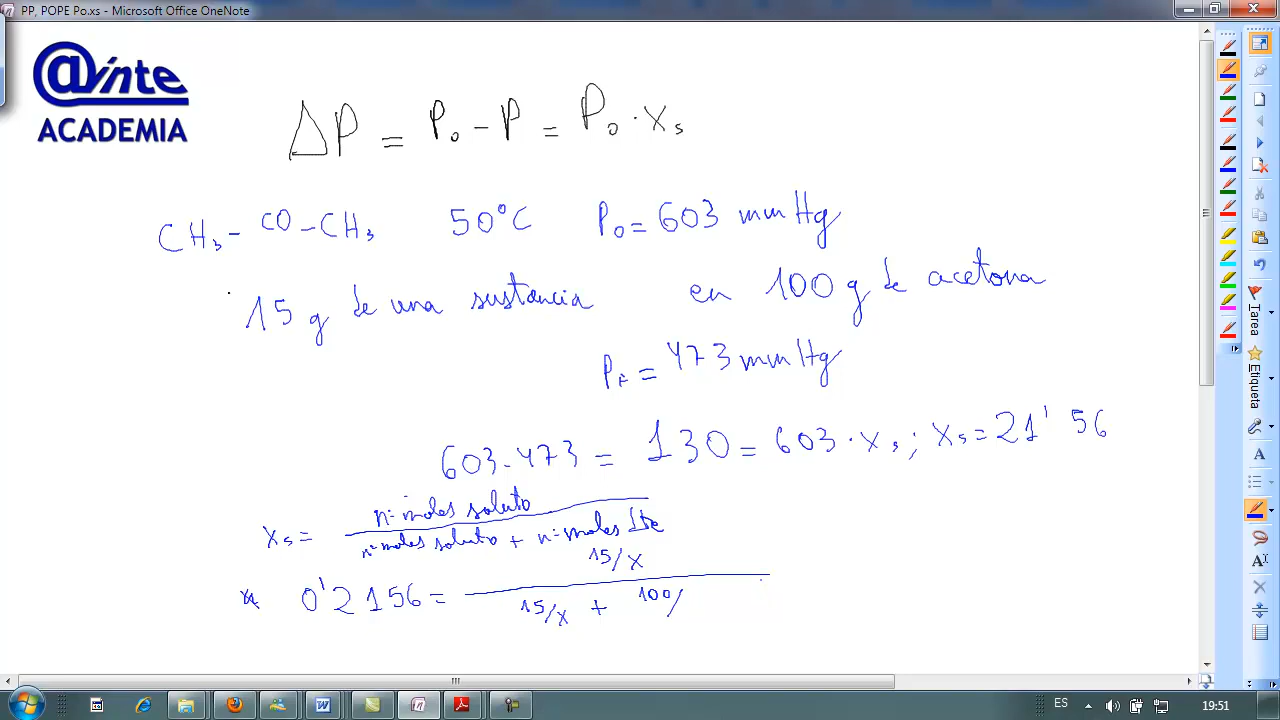 PP, POPE Po.xs - Microsoft Office OneNote
@inte
ACADEMIA
ΔP = P₀ - P = P₀ · xₛ
CH₃ - CO - CH₃ 50°C P₀ = 603 mmHg
15 g de una sustancia en 100 g de acetona
P_F = 473 mmHg
603 - 473 = 130 = 603 · xₛ ; xₛ = 21'56
nº moles soluto
xₛ =
nº moles soluto + nº moles Dte
15/x
0'2156 =
15/x + 100/
Tarea
Etiqueta
ES
19:51